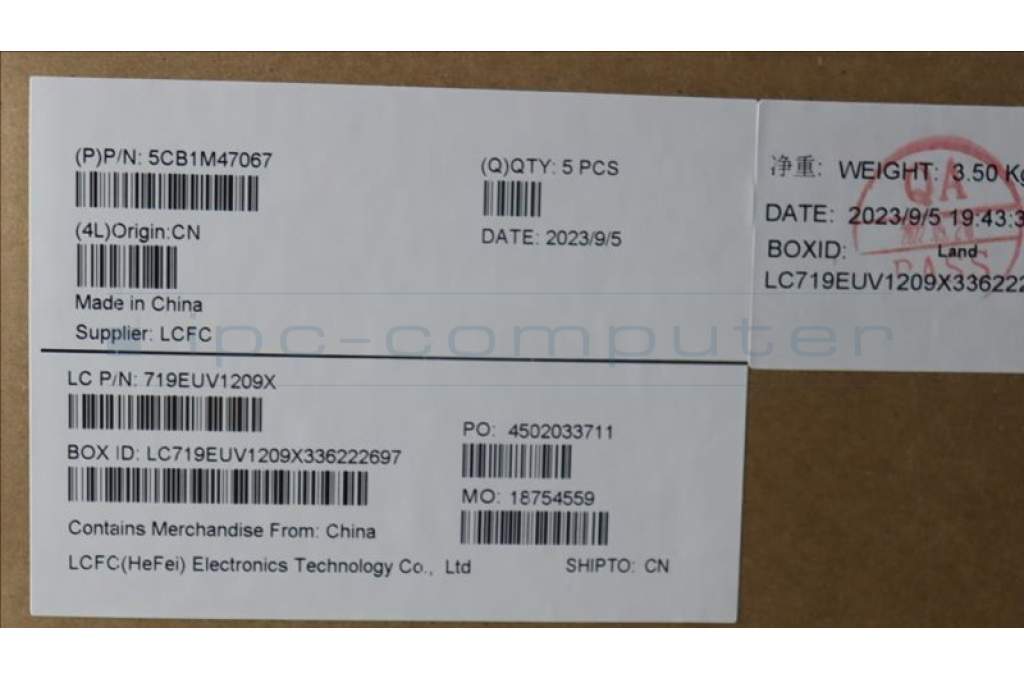 (P)P/N: 5CB1M47067
(Q)QTY: 5 PCS
(4L)Origin:CN
DATE: 2023/9/5
Made in China
Supplier: LCFC
LC P/N: 719EUV1209X
PO: 4502033711
BOX ID: LC719EUV1209X336222697
MO: 18754559
Contains Merchandise From: China
LCFC(HeFei) Electronics Technology Co., Ltd
SHIPTO: CN
净重: WEIGHT: 3.50 Kg
DATE: 2023/9/5 19:43:3
BOXID: Land
LC719EUV1209X336222
QA
PASS
ipc-computer